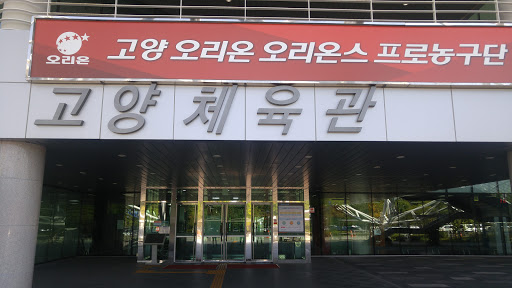 오리온
고양 오리온 오리온스 프로농구단
고양체육관